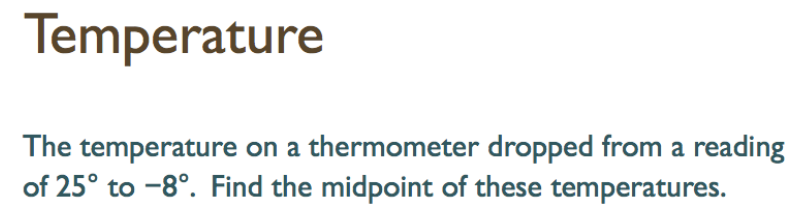 Temperature
The temperature on a thermometer dropped from a reading
of 25° to −8°. Find the midpoint of these temperatures.